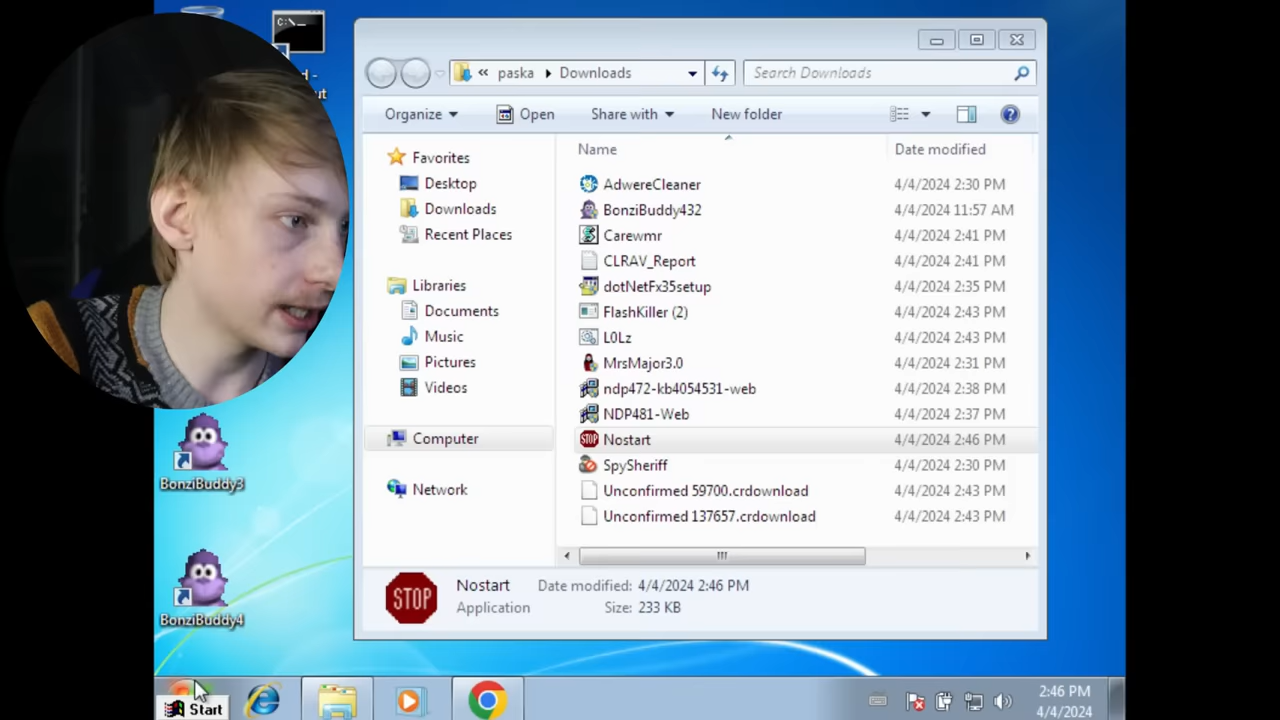 C:\._
d -
ut
« paska ▸ Downloads
Search Downloads
Organize
Open
Share with
New folder
Name
Date modified
Favorites
Desktop
Downloads
Recent Places
Libraries
Documents
Music
Pictures
Videos
Computer
Network
AdwereCleaner 4/4/2024 2:30 PM
BonziBuddy432 4/4/2024 11:57 AM
Carewmr 4/4/2024 2:41 PM
CLRAV_Report 4/4/2024 2:41 PM
dotNetFx35setup 4/4/2024 2:35 PM
FlashKiller (2) 4/4/2024 2:43 PM
L0Lz 4/4/2024 2:43 PM
MrsMajor3.0 4/4/2024 2:31 PM
ndp472-kb4054531-web 4/4/2024 2:38 PM
NDP481-Web 4/4/2024 2:37 PM
STOP Nostart 4/4/2024 2:46 PM
SpySheriff 4/4/2024 2:30 PM
Unconfirmed 59700.crdownload 4/4/2024 2:43 PM
Unconfirmed 137657.crdownload 4/4/2024 2:43 PM
STOP
Nostart Date modified: 4/4/2024 2:46 PM
Application Size: 233 KB
BonziBuddy3
BonziBuddy4
Start
2:46 PM
4/4/2024